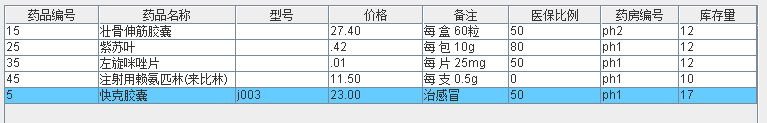 药品编号 药品名称 型号 价格 备注 医保比例 药房编号 库存量
15 壮骨伸筋胶囊 27.40 每 盒 60粒 50 ph2 12
25 紫苏叶 .42 每 包 10g 80 ph1 12
35 左旋咪唑片 .01 每 片 25mg 50 ph1 12
45 注射用赖氨匹林(来比林) 11.50 每 支 0.5g 0 ph1 10
5 快克胶囊 j003 23.00 治感冒 50 ph1 17